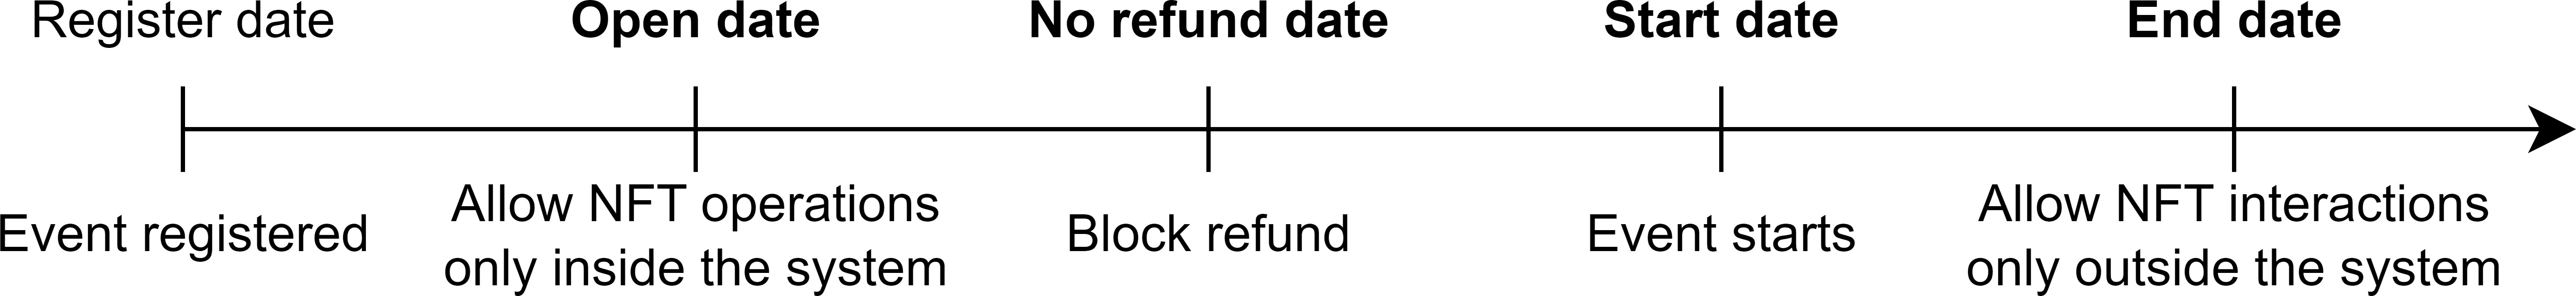 Register date
Open date
No refund date
Start date
End date
Event registered
Allow NFT operations
only inside the system
Block refund
Event starts
Allow NFT interactions
only outside the system